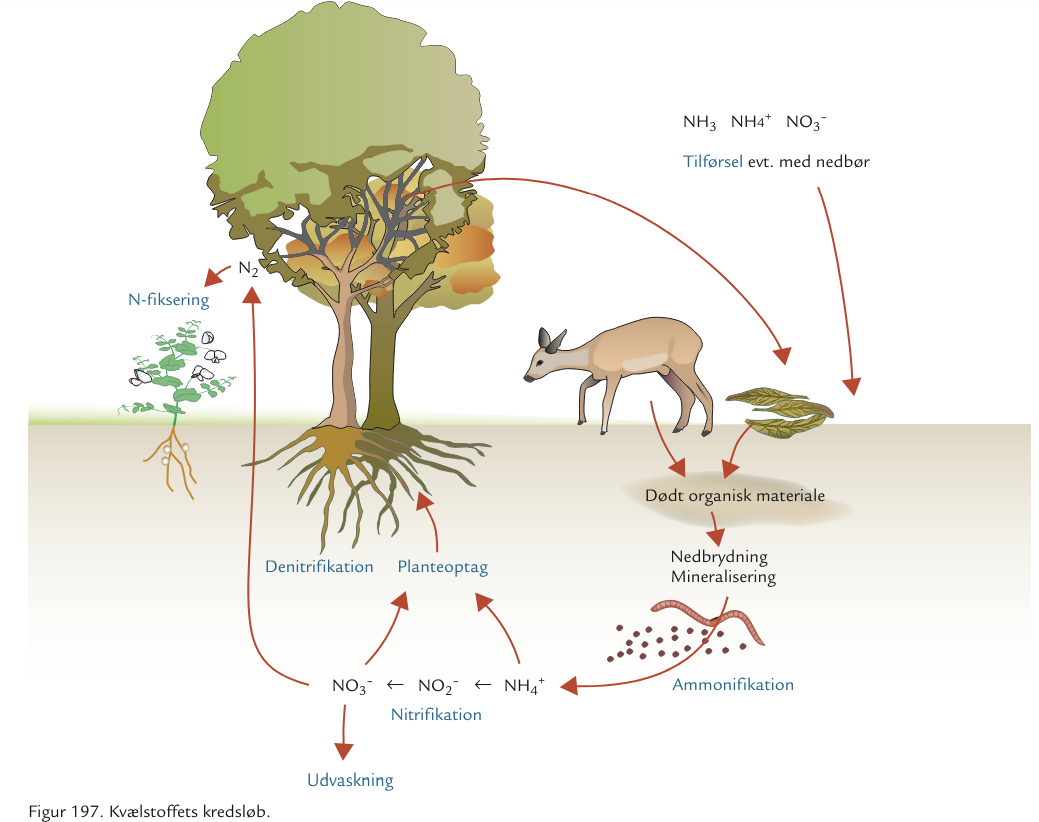 NH₃ NH4⁺ NO₃⁻
Tilførsel evt. med nedbør
N₂
N-fiksering
Dødt organisk materiale
Nedbrydning
Mineralisering
Denitrifikation
Planteoptag
NO₃⁻ ← NO₂⁻ ← NH₄⁺
Ammonifikation
Nitrifikation
Udvaskning
Figur 197. Kvælstoffets kredsløb.